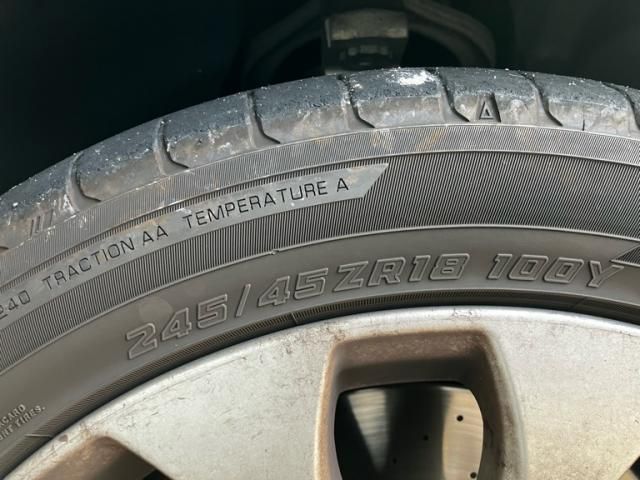 240 TRACTION AA TEMPERATURE A
245/45ZR18 100Y